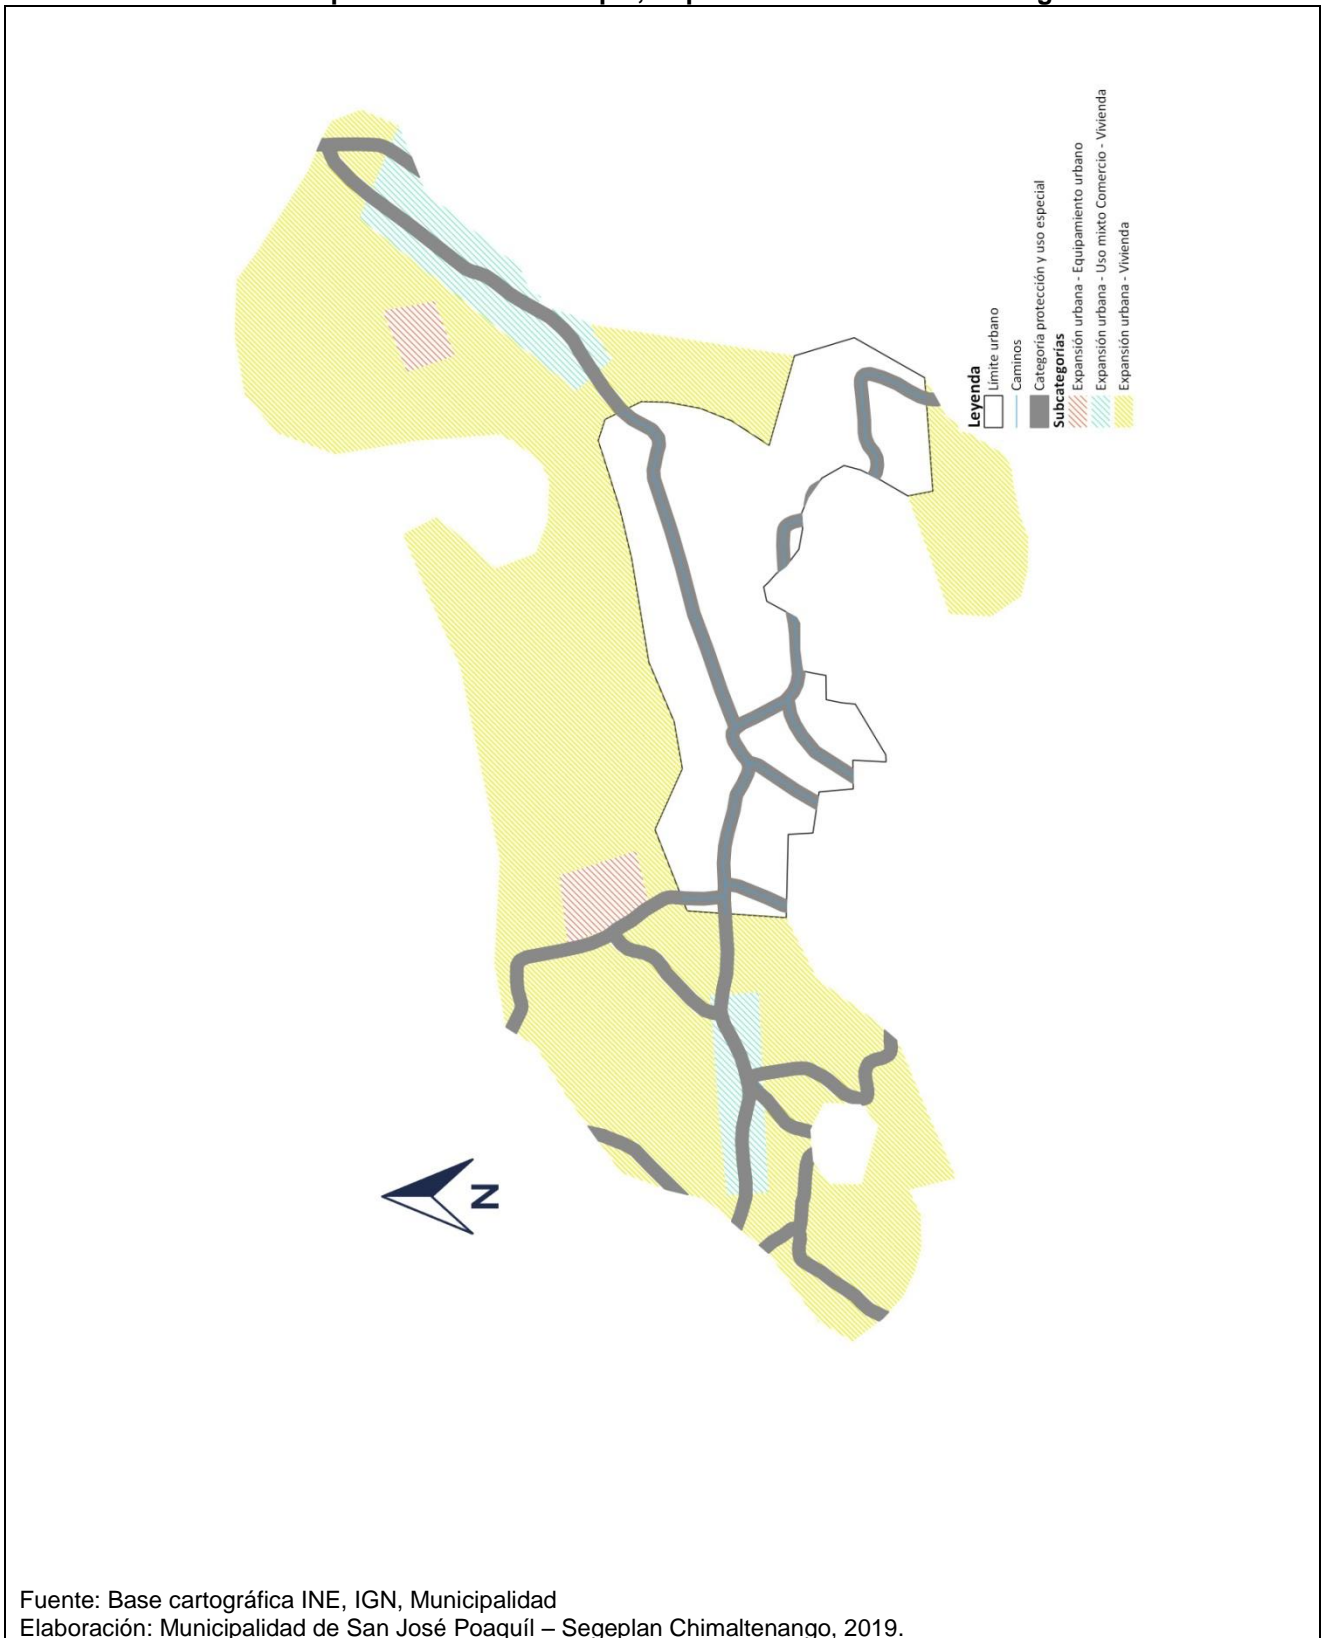 Leyenda
Límite urbano
Caminos
Categoría protección y uso especial
Subcategorías
Expansión urbana - Equipamiento urbano
Expansión urbana - Uso mixto Comercio - Vivienda
Expansión urbana - Vivienda
N
Fuente: Base cartográfica INE, IGN, Municipalidad
Elaboración: Municipalidad de San José Poaquíl – Segeplan Chimaltenango, 2019.